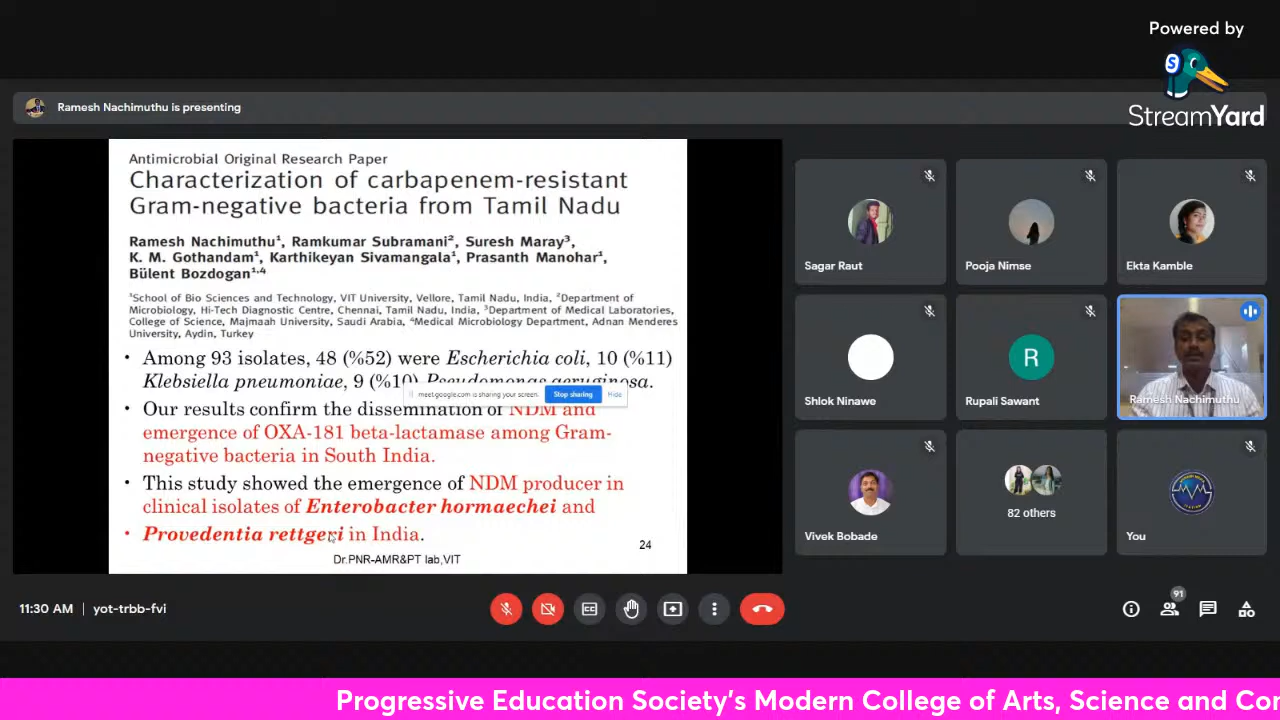 Powered by
StreamYard
Ramesh Nachimuthu is presenting
Antimicrobial Original Research Paper
Characterization of carbapenem-resistant
Gram-negative bacteria from Tamil Nadu
Ramesh Nachimuthu¹, Ramkumar Subramani², Suresh Maray³,
K. M. Gothandam¹, Karthikeyan Sivamangala¹, Prasanth Manohar¹,
Bülent Bozdogan¹·⁴
¹School of Bio Sciences and Technology, VIT University, Vellore, Tamil Nadu, India, ²Department of
Microbiology, Hi-Tech Diagnostic Centre, Chennai, Tamil Nadu, India, ³Department of Medical Laboratories,
College of Science, Majmaah University, Saudi Arabia, ⁴Medical Microbiology Department, Adnan Menderes
University, Aydin, Turkey
• Among 93 isolates, 48 (%52) were Escherichia coli, 10 (%11)
Klebsiella pneumoniae, 9 (%10) Pseudomonas aeruginosa.
meet.google.com is sharing your screen. Stop sharing Hide
• Our results confirm the dissemination of NDM and
emergence of OXA-181 beta-lactamase among Gram-
negative bacteria in South India.
• This study showed the emergence of NDM producer in
clinical isolates of Enterobacter hormaechei and
• Provedentia rettgeri in India.
24
Dr.PNR-AMR&PT lab,VIT
Sagar Raut
Pooja Nimse
Ekta Kamble
Shlok Ninawe
R
Rupali Sawant
Ramesh Nachimuthu
Vivek Bobade
82 others
You
11:30 AM | yot-trbb-fvi
91
Progressive Education Society's Modern College of Arts, Science and Co